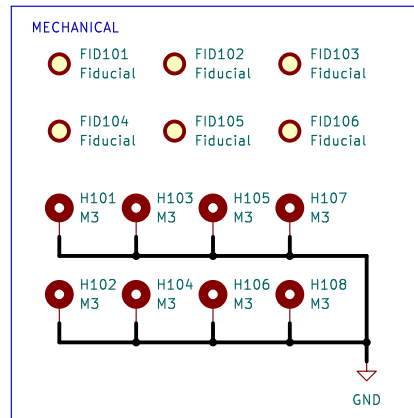 MECHANICAL
FID101
Fiducial
FID102
Fiducial
FID103
Fiducial
FID104
Fiducial
FID105
Fiducial
FID106
Fiducial
H101
M3
H103
M3
H105
M3
H107
M3
H102
M3
H104
M3
H106
M3
H108
M3
GND